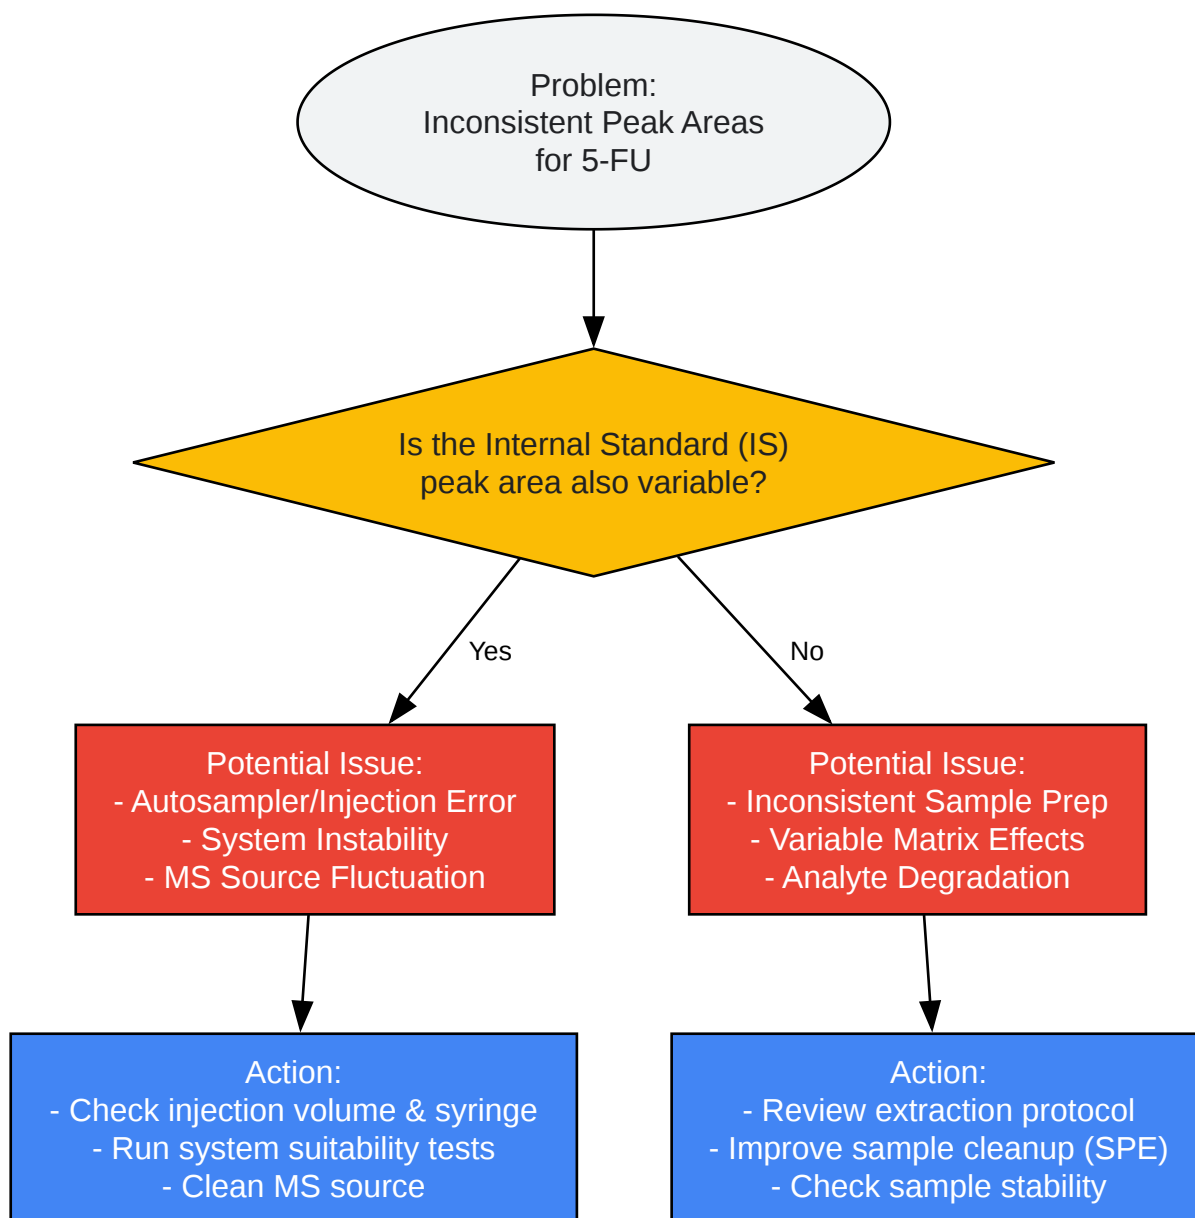 Problem:
Inconsistent Peak Areas
for 5-FU
Is the Internal Standard (IS)
peak area also variable?
Yes
No
Potential Issue:
- Autosampler/Injection Error
- System Instability
- MS Source Fluctuation
Potential Issue:
- Inconsistent Sample Prep
- Variable Matrix Effects
- Analyte Degradation
Action:
- Check injection volume & syringe
- Run system suitability tests
- Clean MS source
Action:
- Review extraction protocol
- Improve sample cleanup (SPE)
- Check sample stability